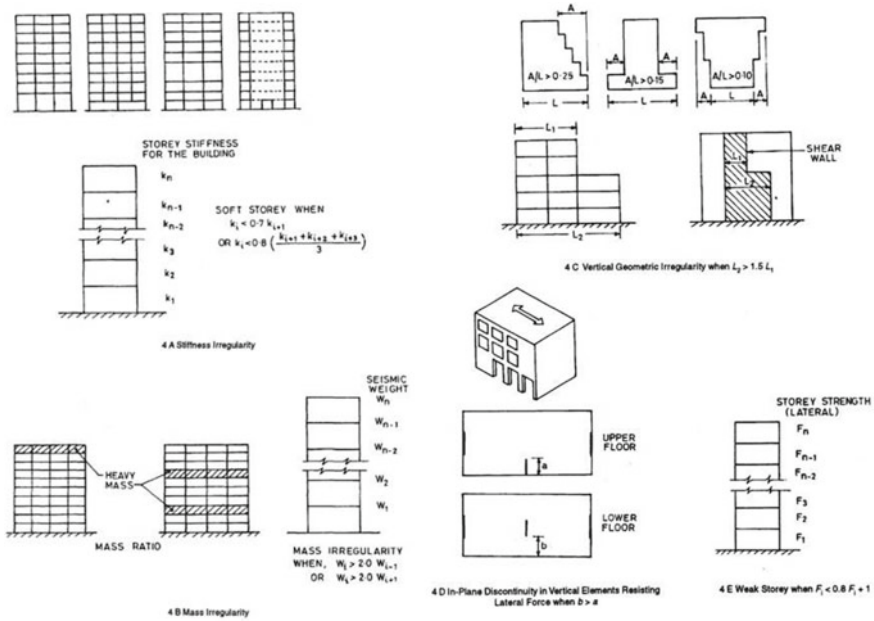 STOREY STIFFNESS
FOR THE BUILDING
kn
kn-1
kn-2
k3
k2
k1
SOFT STOREY WHEN
ki < 0·7 ki+1
OR ki < 0·8 ( ki+1 + ki+2 + ki+3 / 3 )
4 A Stiffness Irregularity
A
A/L > 0·25
L
A
A
A/L > 0·15
L
A/L > 0·10
A
L
A
L1
L2
L1
L2
SHEAR
WALL
4 C Vertical Geometric Irregularity when L2 > 1.5 L1
HEAVY
MASS
MASS RATIO
SEISMIC
WEIGHT
Wn
Wn-1
Wn-2
W2
W1
MASS IRREGULARITY
WHEN, Wi > 2·0 Wi-1
OR Wi > 2·0 Wi+1
4 B Mass Irregularity
UPPER
FLOOR
a
LOWER
FLOOR
b
4 D In-Plane Discontinuity in Vertical Elements Resisting
Lateral Force when b > a
STOREY STRENGTH
(LATERAL)
Fn
Fn-1
Fn-2
F3
F2
F1
4 E Weak Storey when Fi < 0.8 Fi + 1